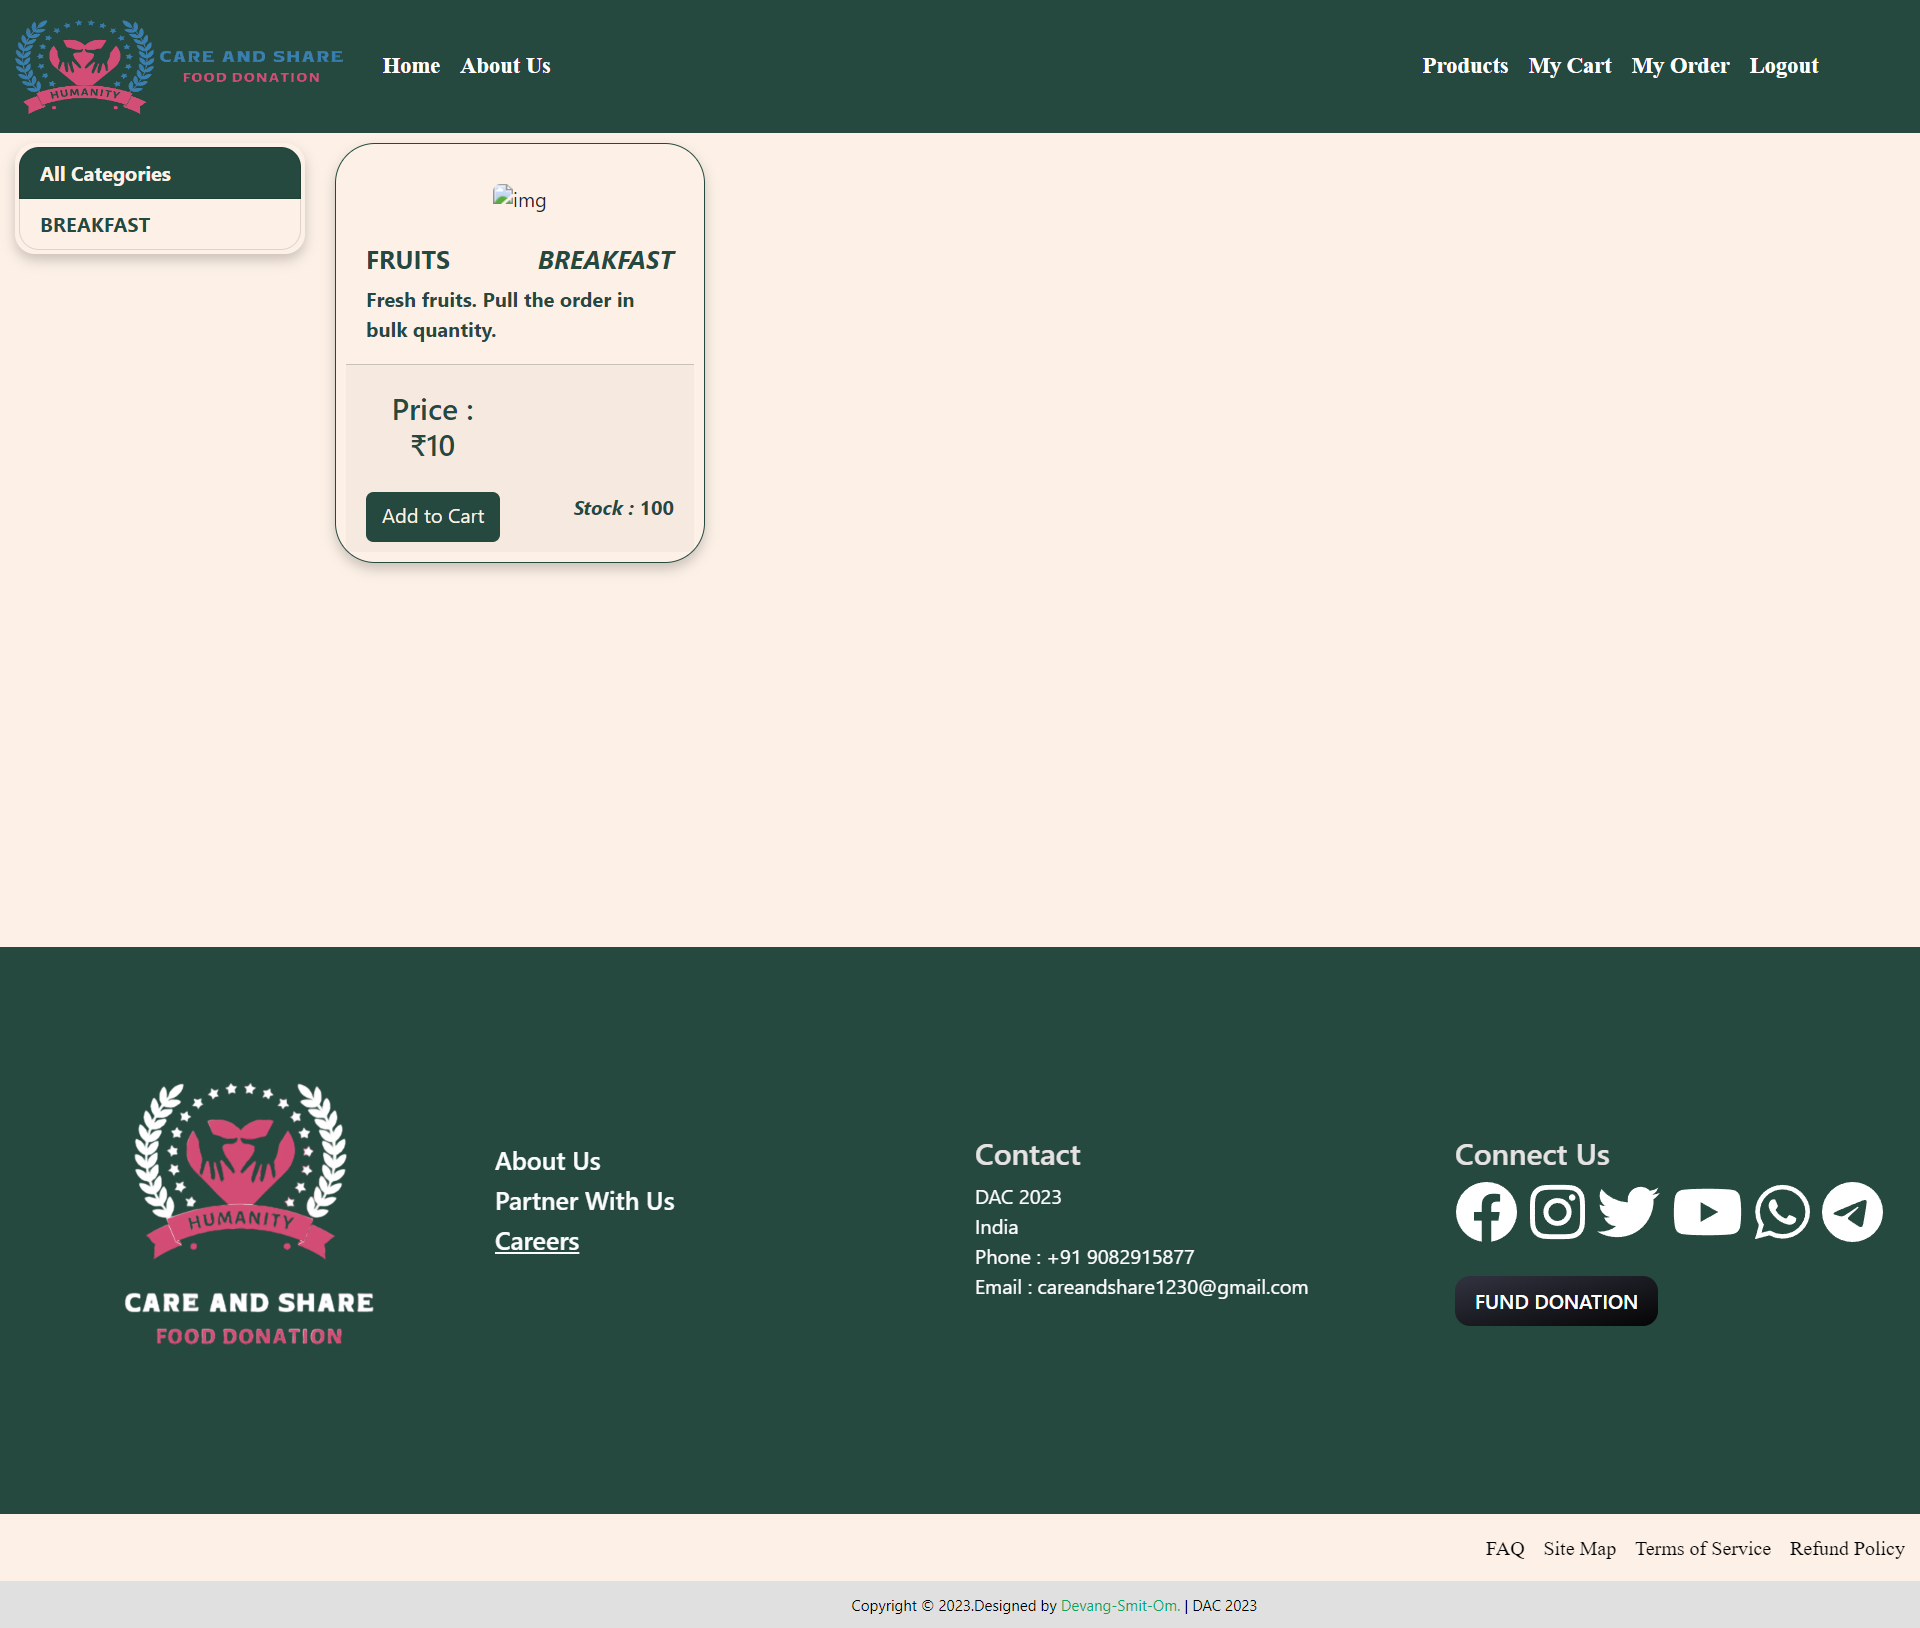 CARE AND SHARE
FOOD DONATION
HUMANITY
Home About Us
Products My Cart My Order Logout
All Categories
BREAKFAST
img
FRUITS BREAKFAST
Fresh fruits. Pull the order in
bulk quantity.
Price :
₹10
Add to Cart
Stock : 100
HUMANITY
CARE AND SHARE
FOOD DONATION
About Us
Partner With Us
Careers
Contact
DAC 2023
India
Phone : +91 9082915877
Email : careandshare1230@gmail.com
Connect Us
FUND DONATION
FAQ Site Map Terms of Service Refund Policy
Copyright © 2023.Designed by Devang-Smit-Om. | DAC 2023